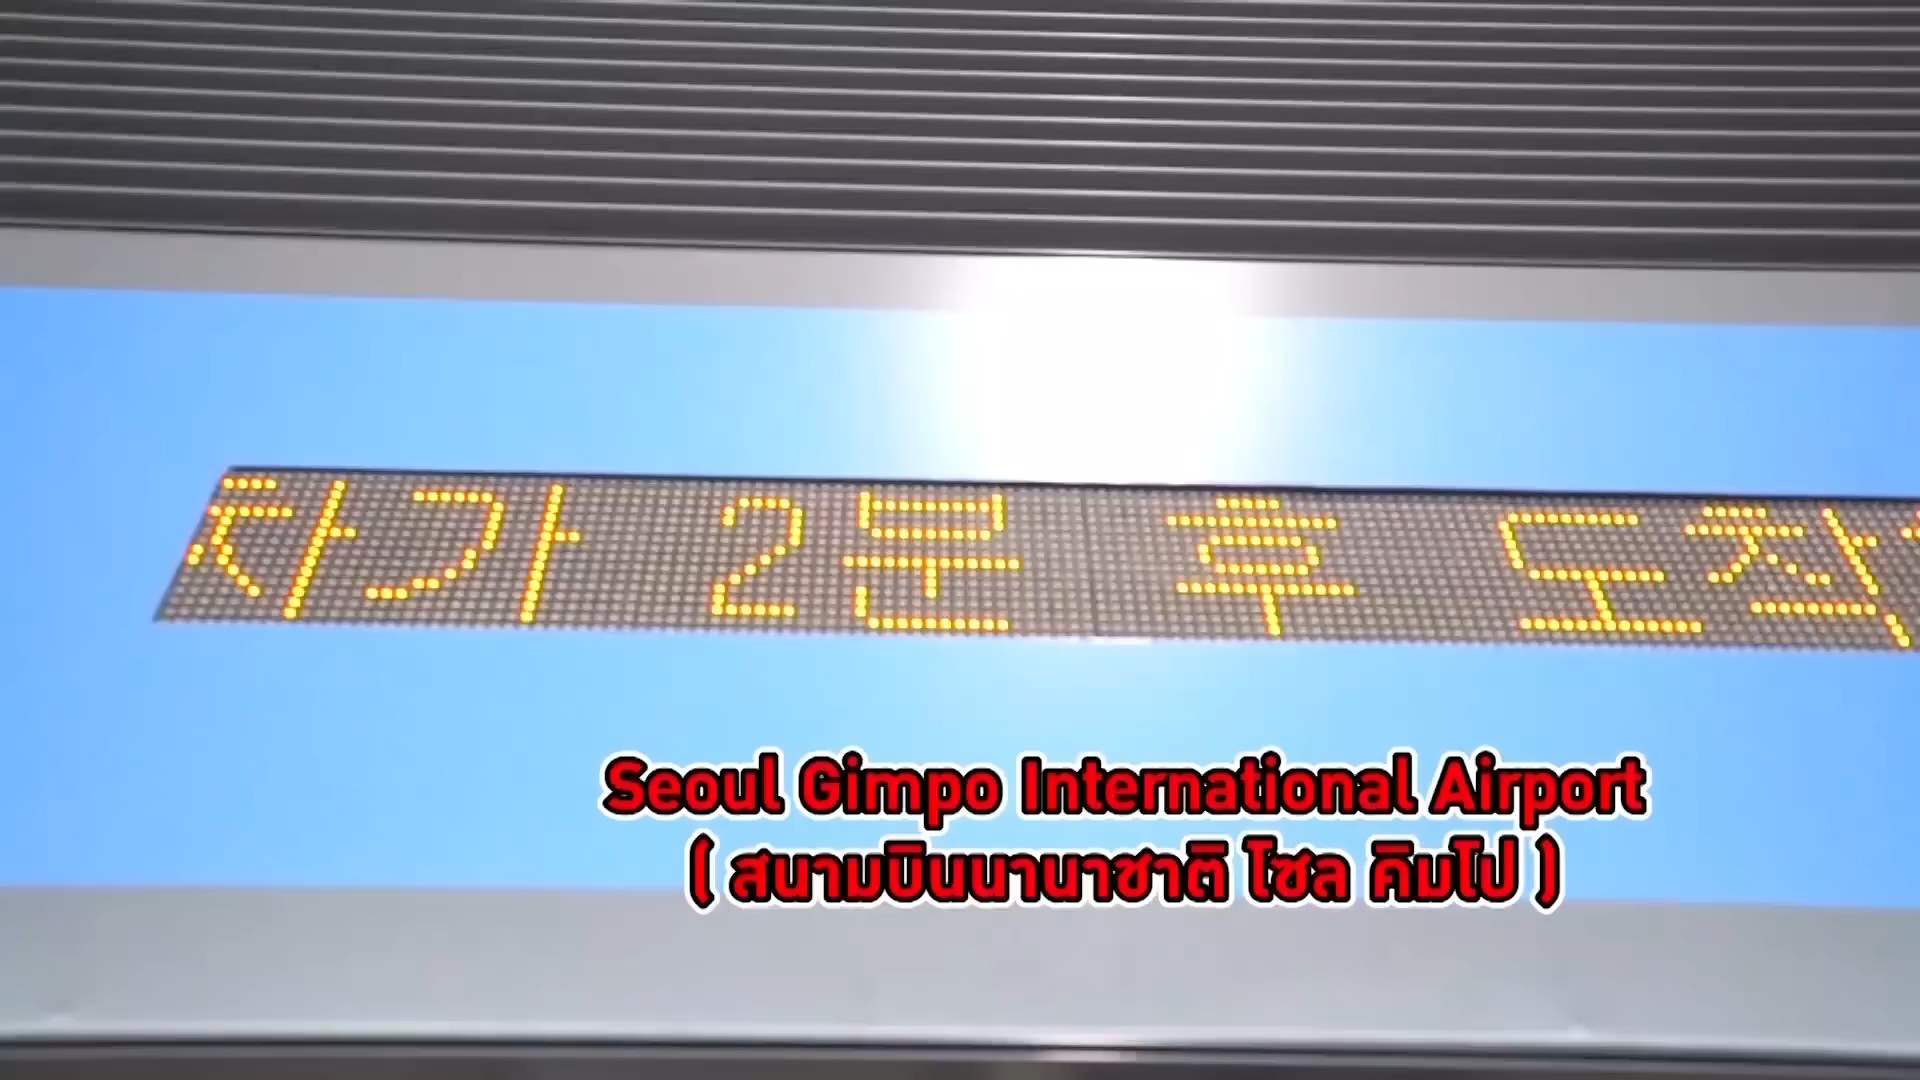 차가 2분 후 도착
Seoul Gimpo International Airport
( สนามบินนานาชาติ โซล คิมโป )